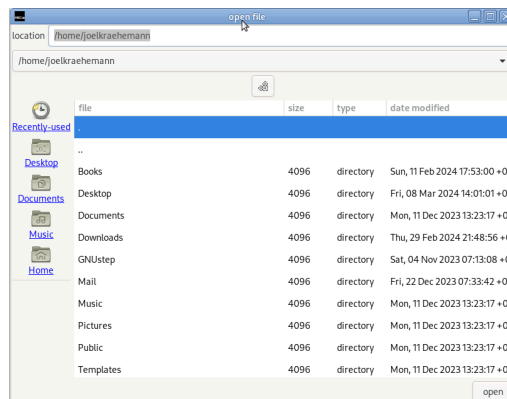 open file
location /home/joelkraehemann
/home/joelkraehemann
file size type date modified
Recently-used
Desktop
Documents
Music
Home
.
..
Books 4096 directory Sun, 11 Feb 2024 17:53:00 +0
Desktop 4096 directory Fri, 08 Mar 2024 14:01:01 +0
Documents 4096 directory Mon, 11 Dec 2023 13:23:17 +0
Downloads 4096 directory Thu, 29 Feb 2024 21:48:56 +0
GNUstep 4096 directory Sat, 04 Nov 2023 07:13:08 +0
Mail 4096 directory Fri, 22 Dec 2023 07:33:42 +0
Music 4096 directory Mon, 11 Dec 2023 13:23:17 +0
Pictures 4096 directory Mon, 11 Dec 2023 13:23:17 +0
Public 4096 directory Mon, 11 Dec 2023 13:23:17 +0
Templates 4096 directory Mon, 11 Dec 2023 13:23:17 +0
open